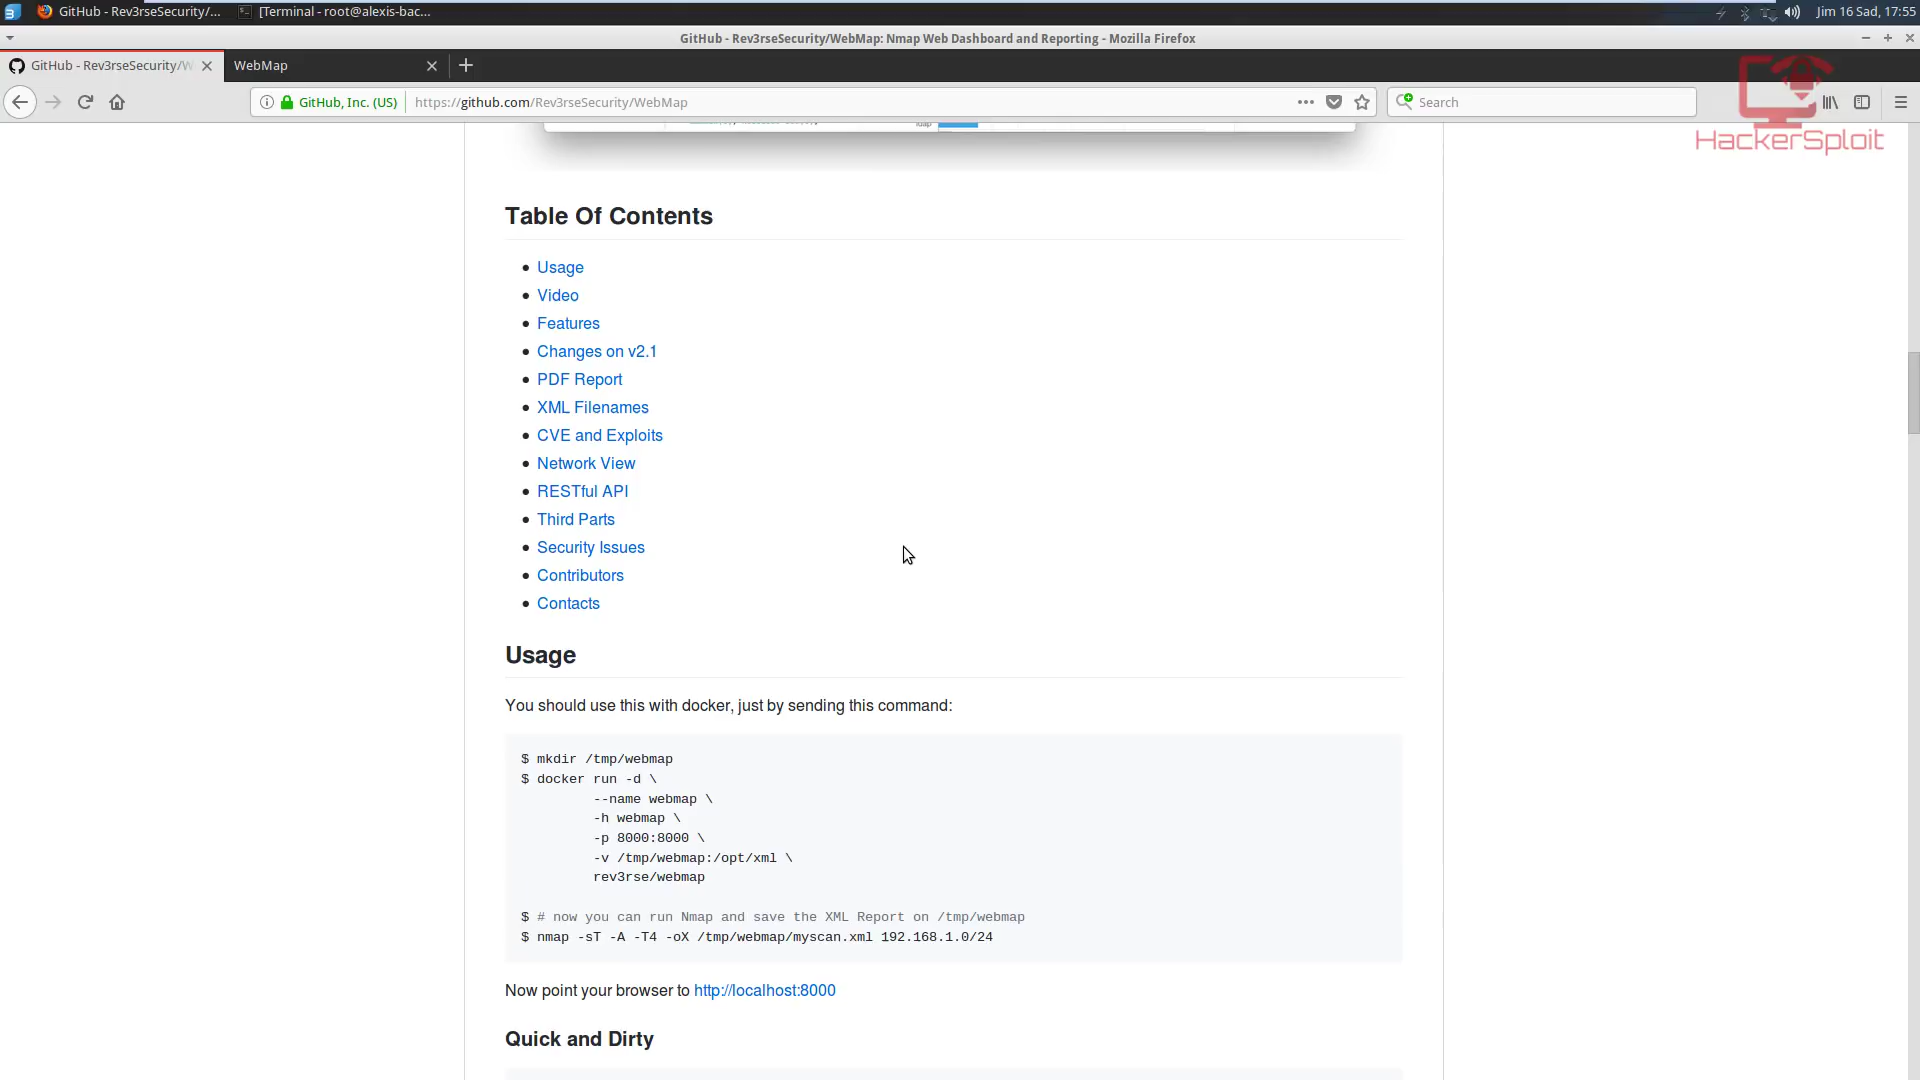 GitHub - Rev3rseSecurity/...
[Terminal - root@alexis-bac...
Jim 16 Sad, 17:55
GitHub - Rev3rseSecurity/WebMap: Nmap Web Dashboard and Reporting - Mozilla Firefox
GitHub - Rev3rseSecurity/W
WebMap
GitHub, Inc. (US)
https://github.com/Rev3rseSecurity/WebMap
Search
HackerSploit
Table Of Contents
Usage
Video
Features
Changes on v2.1
PDF Report
XML Filenames
CVE and Exploits
Network View
RESTful API
Third Parts
Security Issues
Contributors
Contacts
Usage
You should use this with docker, just by sending this command:
$ mkdir /tmp/webmap
$ docker run -d \
--name webmap \
-h webmap \
-p 8000:8000 \
-v /tmp/webmap:/opt/xml \
rev3rse/webmap
$ # now you can run Nmap and save the XML Report on /tmp/webmap
$ nmap -sT -A -T4 -oX /tmp/webmap/myscan.xml 192.168.1.0/24
Now point your browser to http://localhost:8000
Quick and Dirty